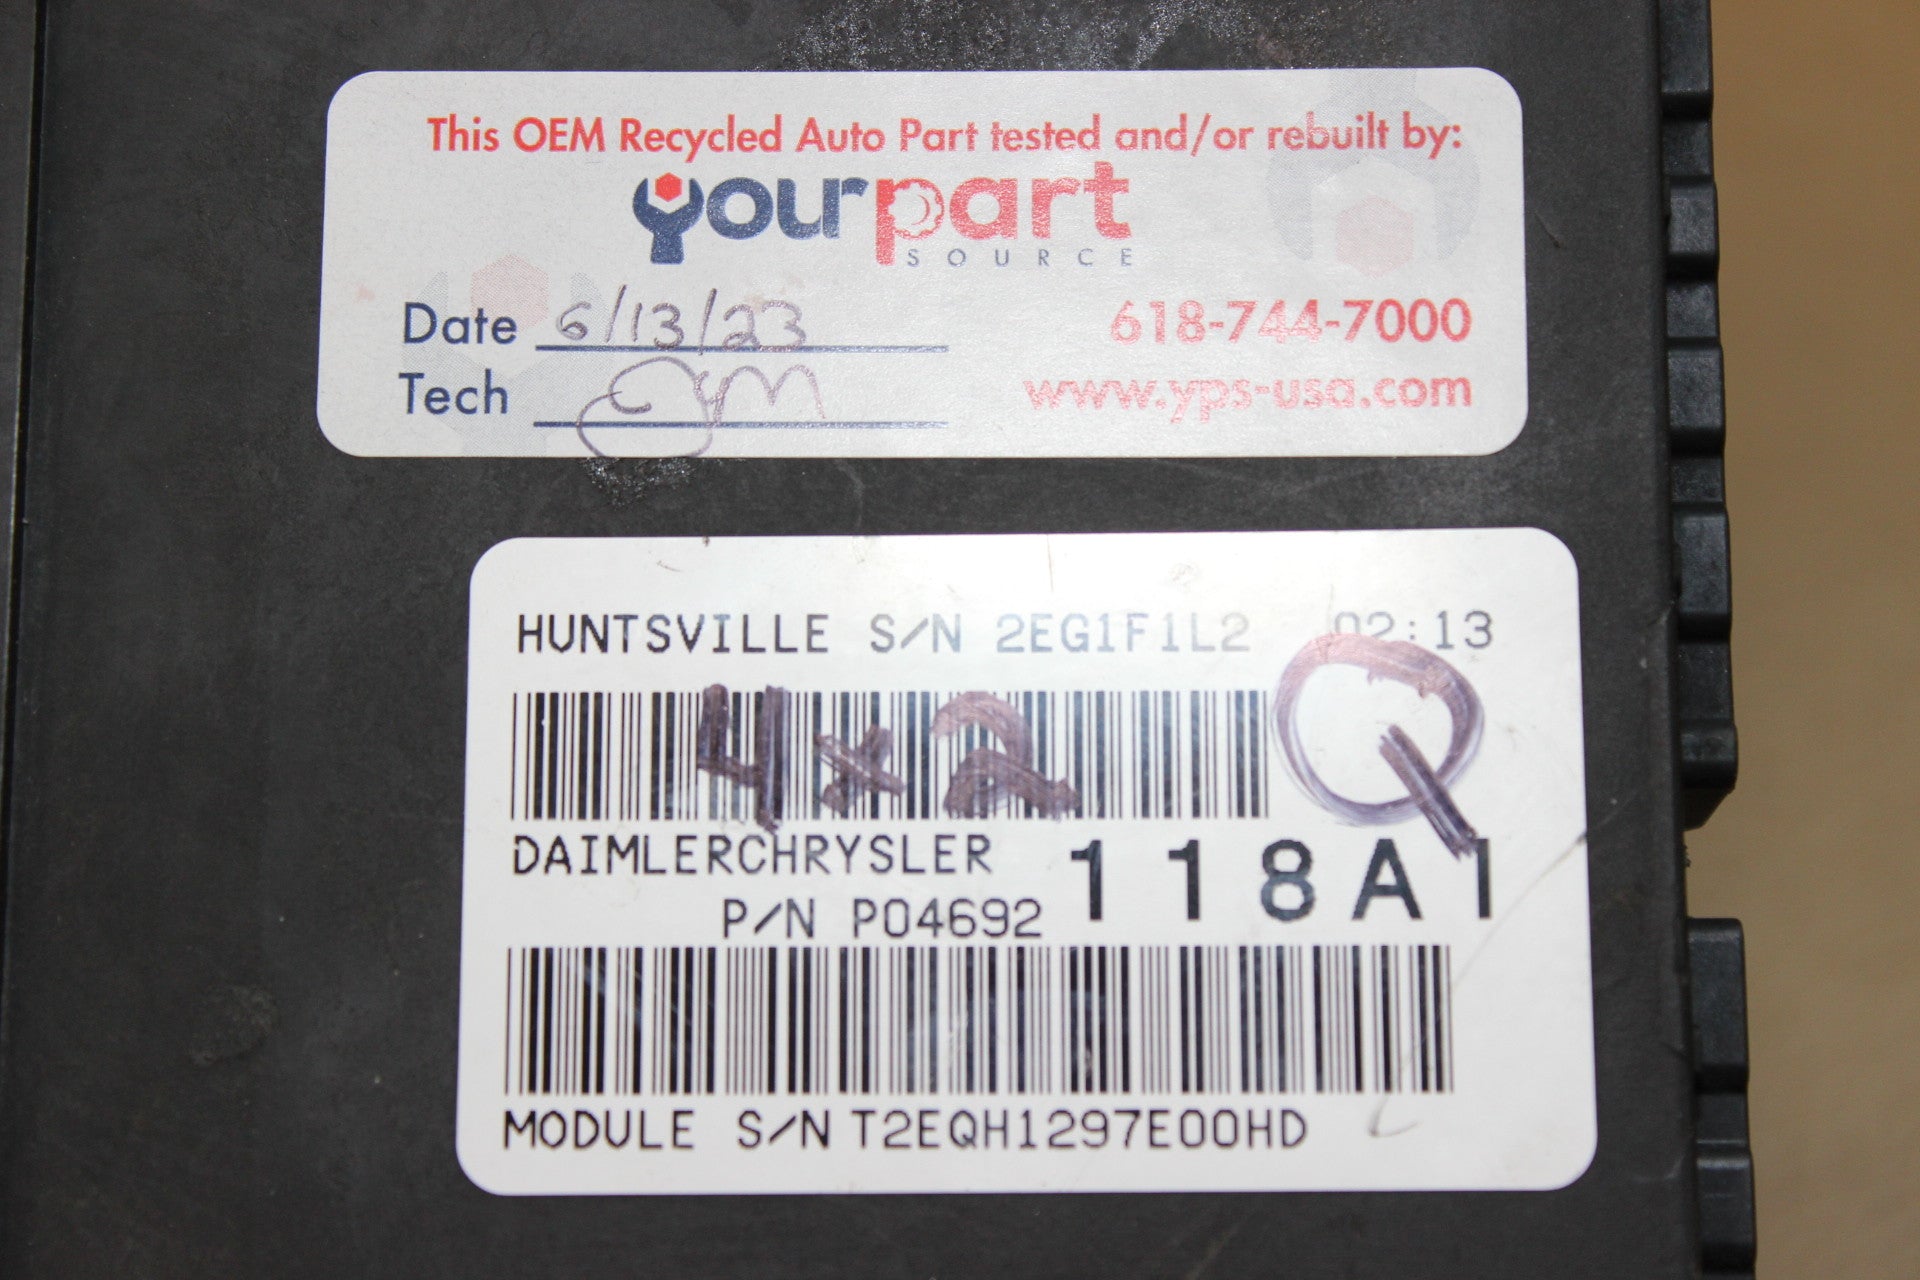 This OEM Recycled Auto Part tested and/or rebuilt by:
yourpart
SOURCE
Date 6/13/23
618-744-7000
Tech
www.yps-usa.com
HUNTSVILLE S/N 2EG1F1L2 02:13
4x2 Q
DAIMLERCHRYSLER
P/N P04692 118AI
MODULE S/N T2EQH1297E00HD